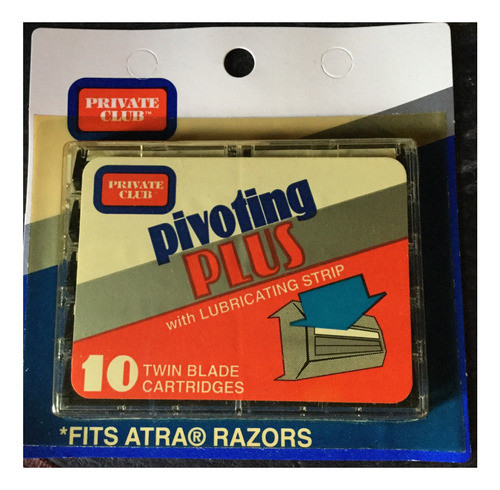 PRIVATE
CLUB™
PRIVATE
CLUB
pivoting
PLUS
with LUBRICATING STRIP
10 TWIN BLADE
CARTRIDGES
*FITS ATRA® RAZORS